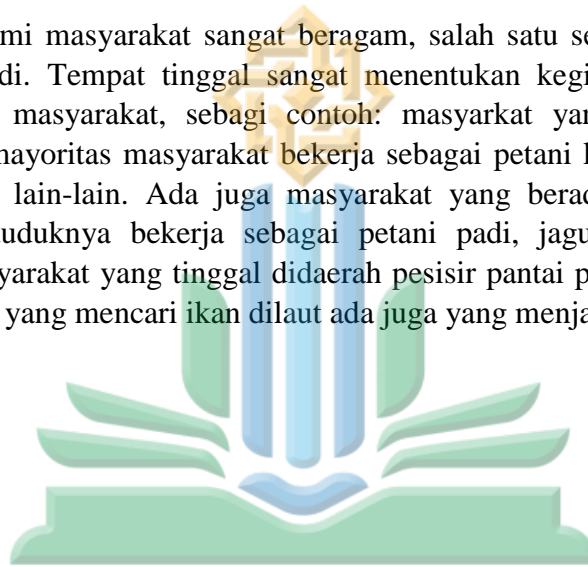 mi masyarakat sangat beragam, salah satu se
di. Tempat tinggal sangat menentukan kegi
masyarakat, sebagi contoh: masyarkat yan
mayoritas masyarakat bekerja sebagai petani
lain-lain. Ada juga masyarakat yang berad
duduknya bekerja sebagai petani padi, jagu
yarakat yang tinggal didaerah pesisir pantai p
yang mencari ikan dilaut ada juga yang menja